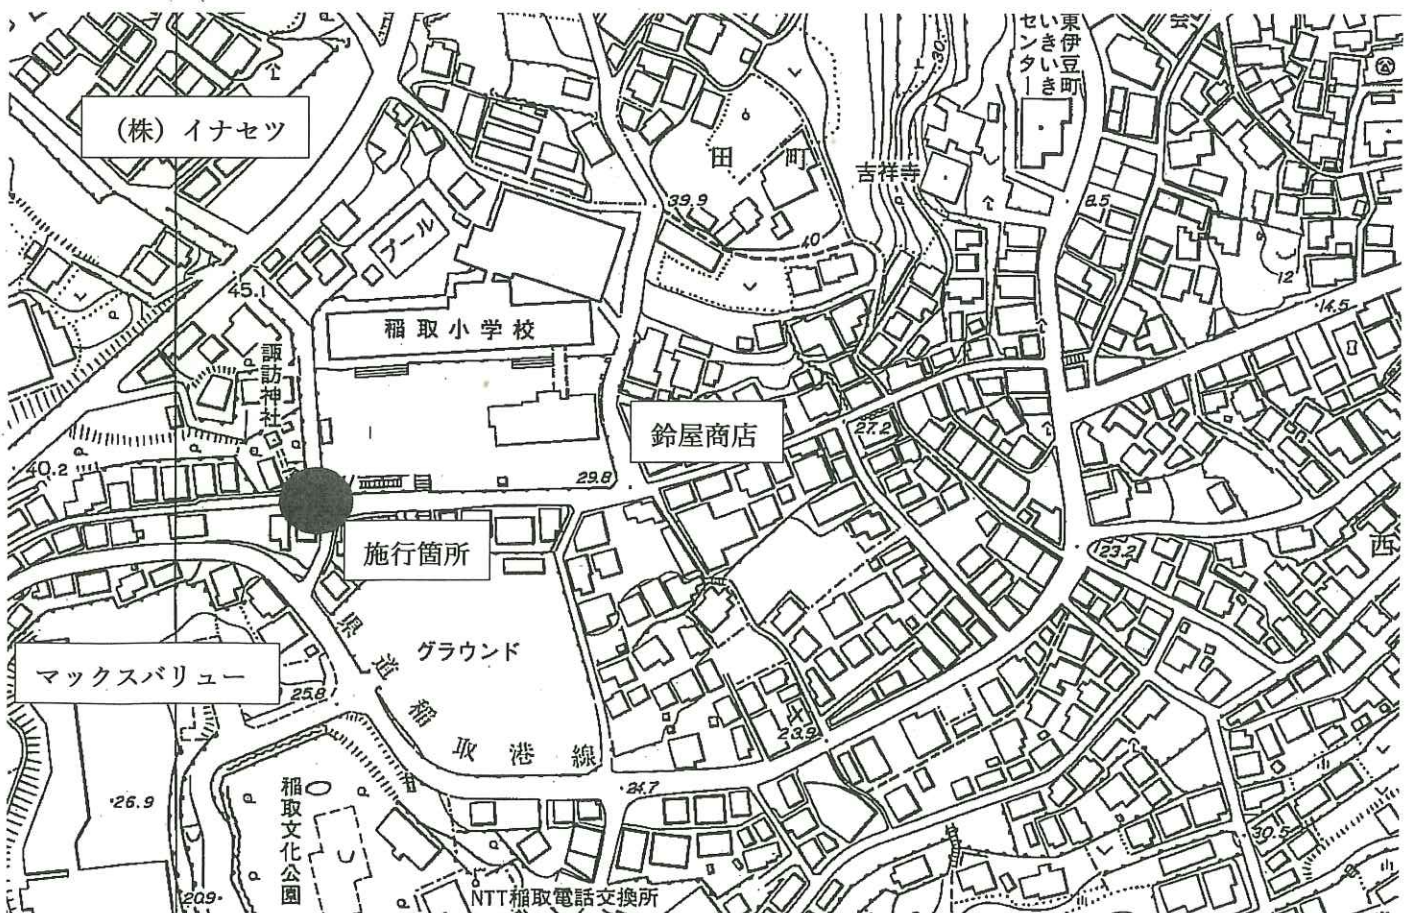 東伊豆町
いきいき
センター
会
(株) イナセツ
田町
吉祥寺
30
39.9
8.5
プール
40
12
45.1
14.5
稲取小学校
諏訪神社
鈴屋商店
27.2
40.2
29.8
施行箇所
23.2
西
グラウンド
マックスバリュー
25.8
県道稲取港線
23.9
26.9
24.7
稲取文化公園
30.5
20.9
NTT稲取電話交換所